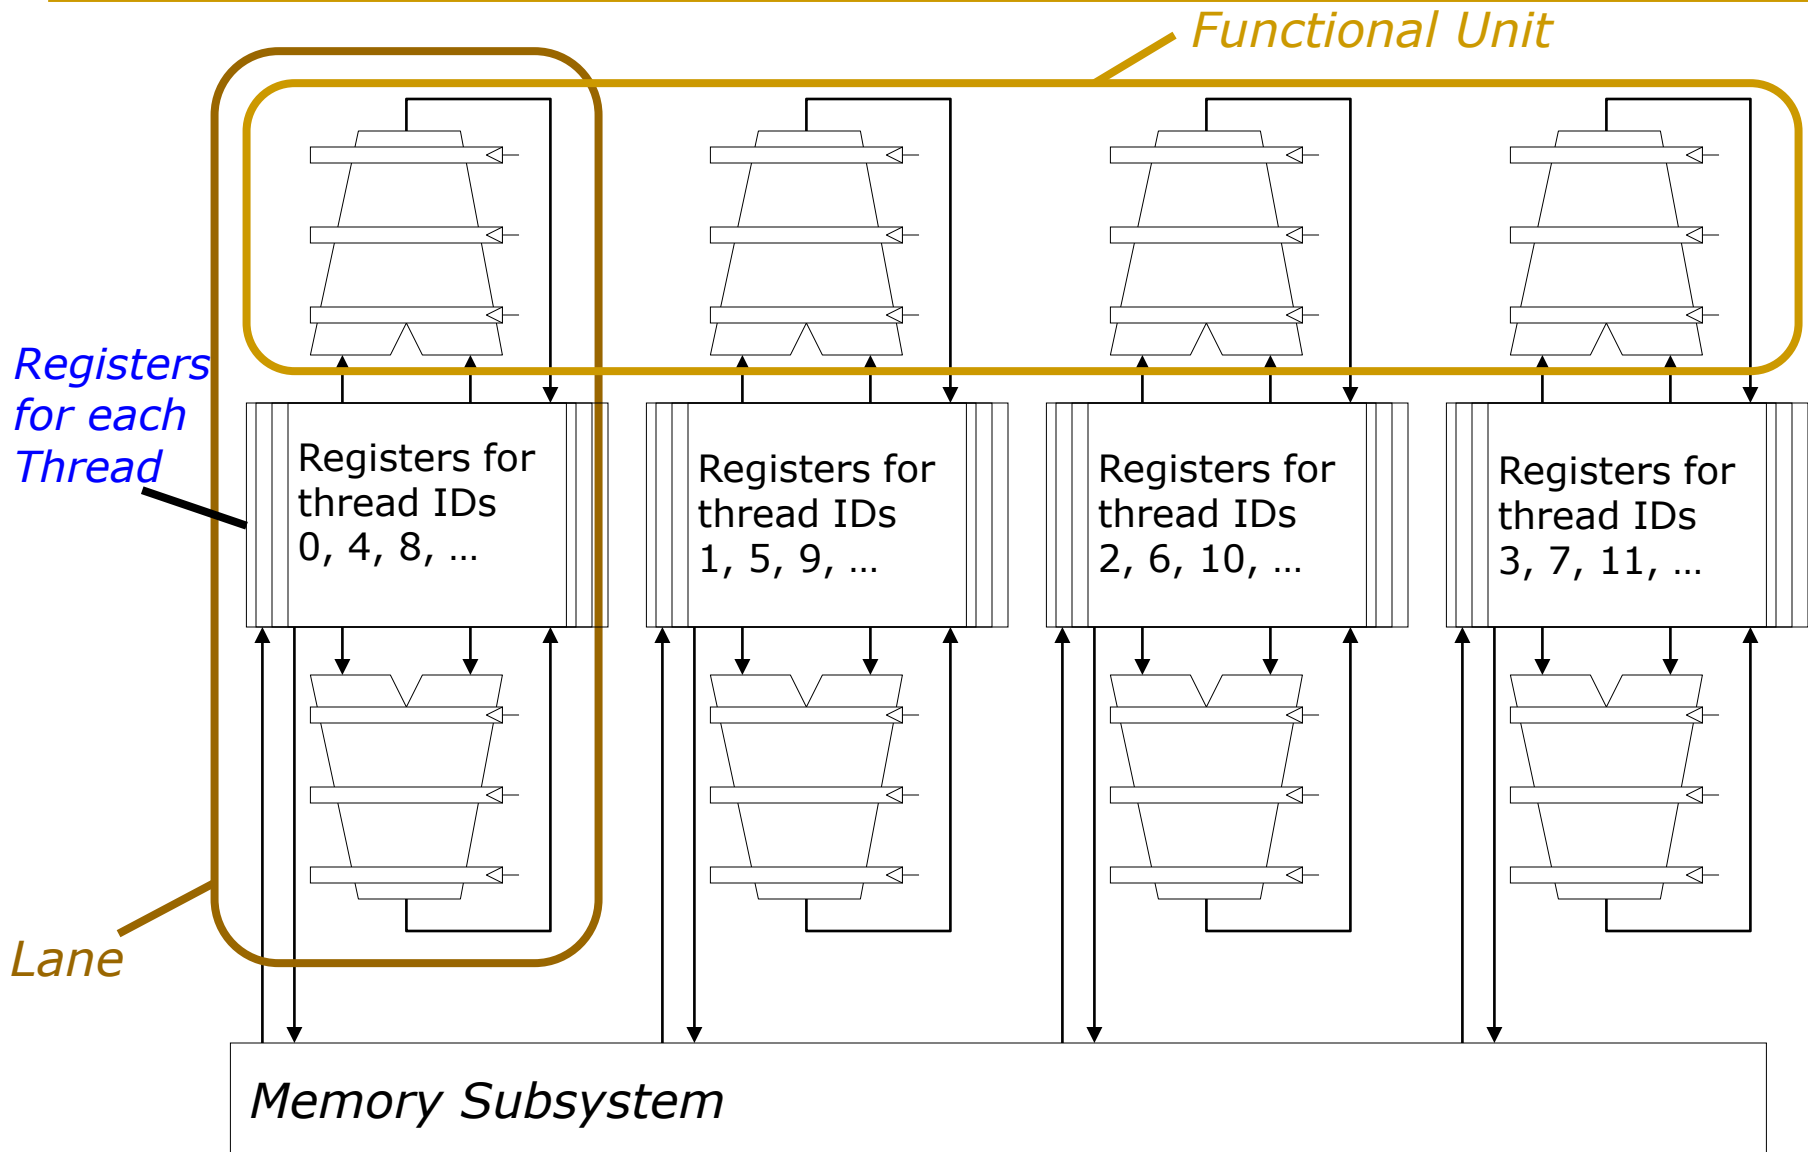 Functional Unit
Registers
for each
Thread
Registers for
thread IDs
0, 4, 8, ...
Registers for
thread IDs
1, 5, 9, ...
Registers for
thread IDs
2, 6, 10, ...
Registers for
thread IDs
3, 7, 11, ...
Lane
Memory Subsystem